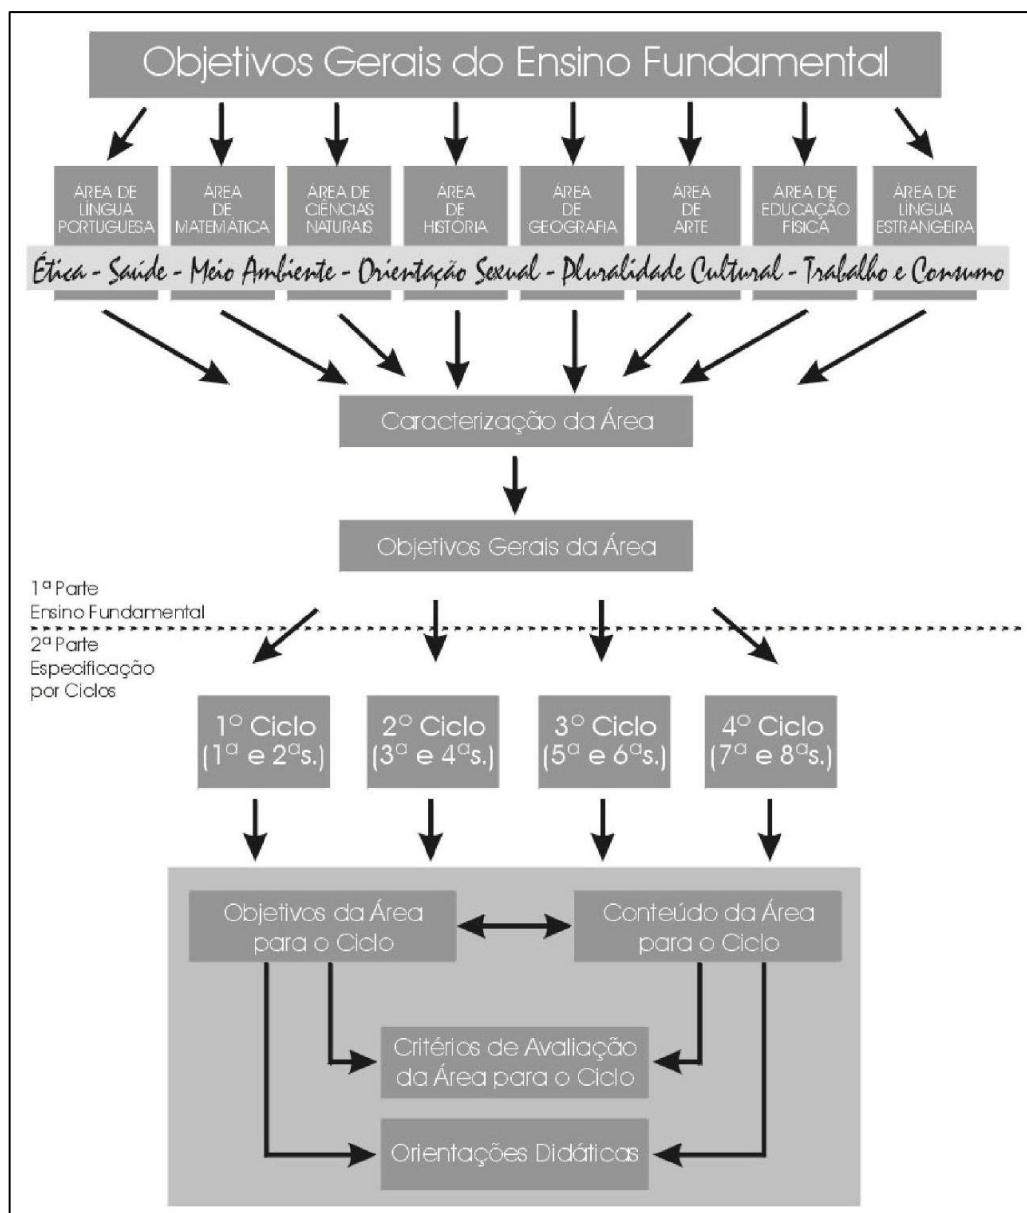 Objetivos Gerais do Ensino Fundamental
ÁREA DE
LÍNGUA
PORTUGUESA
ÁREA
DE
MATEMÁTICA
ÁREA DE
CIÊNCIAS
NATURAIS
ÁREA
DE
HISTÓRIA
ÁREA
DE
GEOGRAFIA
ÁREA
DE
ARTE
ÁREA DE
EDUCAÇÃO
FÍSICA
ÁREA DE
LÍNGUA
ESTRANGEIRA
Ética - Saúde - Meio Ambiente - Orientação Sexual - Pluralidade Cultural - Trabalho e Consumo
Caracterização da Área
Objetivos Gerais da Área
1ª Parte
Ensino Fundamental
2ª Parte
Especificação
por Ciclos
1º Ciclo
(1ª e 2ªs.)
2º Ciclo
(3ª e 4ªs.)
3º Ciclo
(5ª e 6ªs.)
4º Ciclo
(7ª e 8ªs.)
Objetivos da Área
para o Ciclo
Conteúdo da Área
para o Ciclo
Critérios de Avaliação
da Área para o Ciclo
Orientações Didáticas